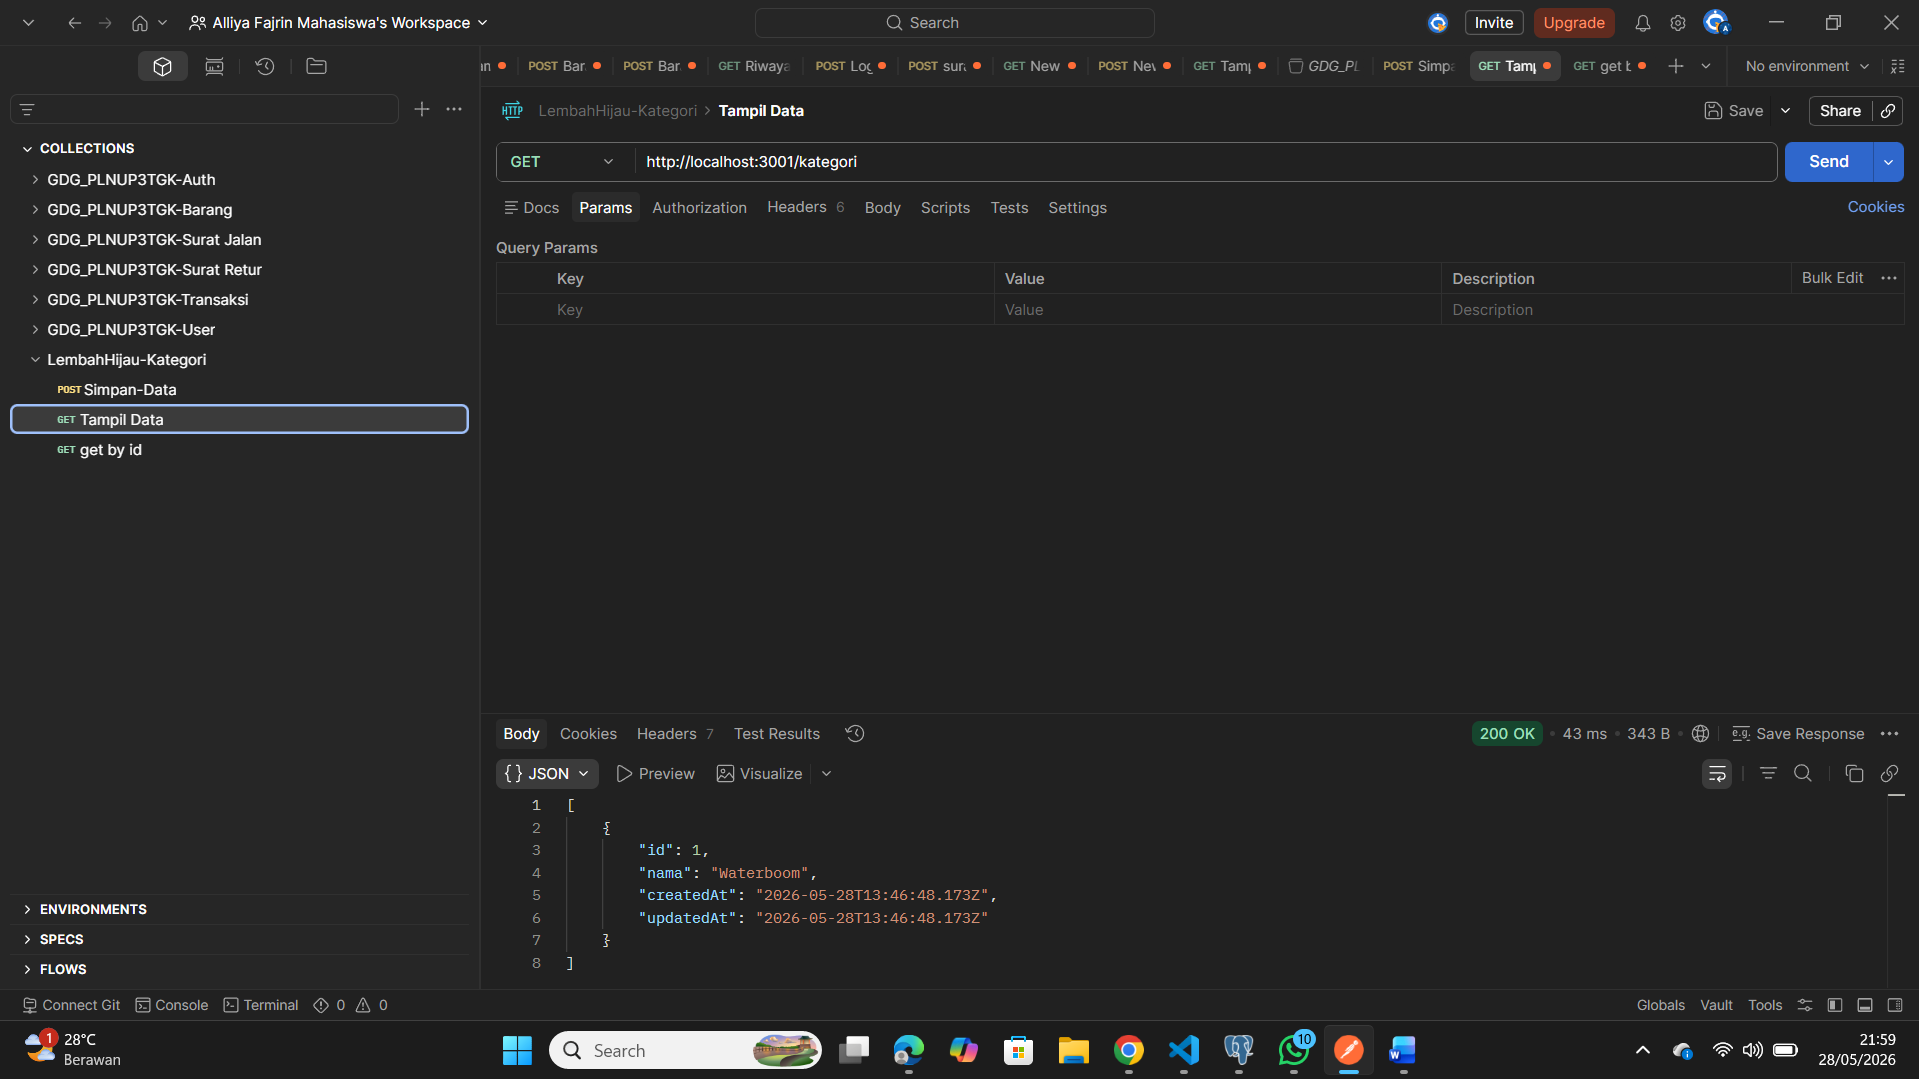 Alliya Fajrin Mahasiswa's Workspace
Search
Invite
Upgrade
an
POST Bar
POST Bar
GET Riwaya
POST Log
POST sur
GET New
POST Nev
GET Tamp
GDG_PL
POST Simpa
GET Tamp
GET get b
No environment
COLLECTIONS
GDG_PLNUP3TGK-Auth
GDG_PLNUP3TGK-Barang
GDG_PLNUP3TGK-Surat Jalan
GDG_PLNUP3TGK-Surat Retur
GDG_PLNUP3TGK-Transaksi
GDG_PLNUP3TGK-User
LembahHijau-Kategori
POST Simpan-Data
GET Tampil Data
GET get by id
ENVIRONMENTS
SPECS
FLOWS
HTTP LembahHijau-Kategori > Tampil Data
Save
Share
GET http://localhost:3001/kategori
Send
Docs Params Authorization Headers 6 Body Scripts Tests Settings
Cookies
Query Params
Key Value Description Bulk Edit
Key Value Description
Body Cookies Headers 7 Test Results
200 OK • 43 ms • 343 B
e.g. Save Response
{} JSON Preview Visualize
1 [
2 {
3 "id": 1,
4 "nama": "Waterboom",
5 "createdAt": "2026-05-28T13:46:48.173Z",
6 "updatedAt": "2026-05-28T13:46:48.173Z"
7 }
8 ]
Connect Git Console Terminal 0 0
Globals Vault Tools
1
28°C
Berawan
Search
10
W
21:59
28/05/2026